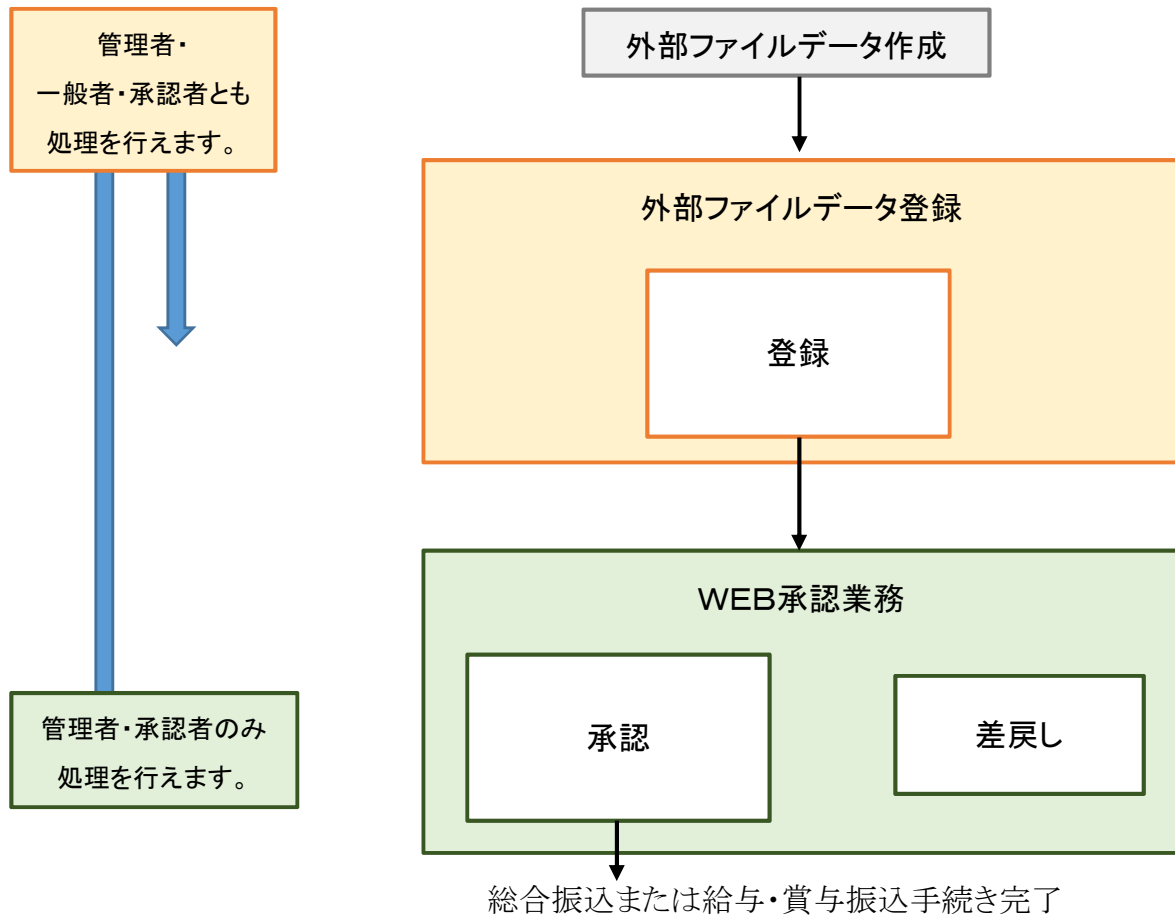 管理者・
一般者・承認者とも
処理を行えます。
外部ファイルデータ作成
外部ファイルデータ登録
登録
WEB承認業務
承認
差戻し
管理者・承認者のみ
処理を行えます。
総合振込または給与・賞与振込手続き完了